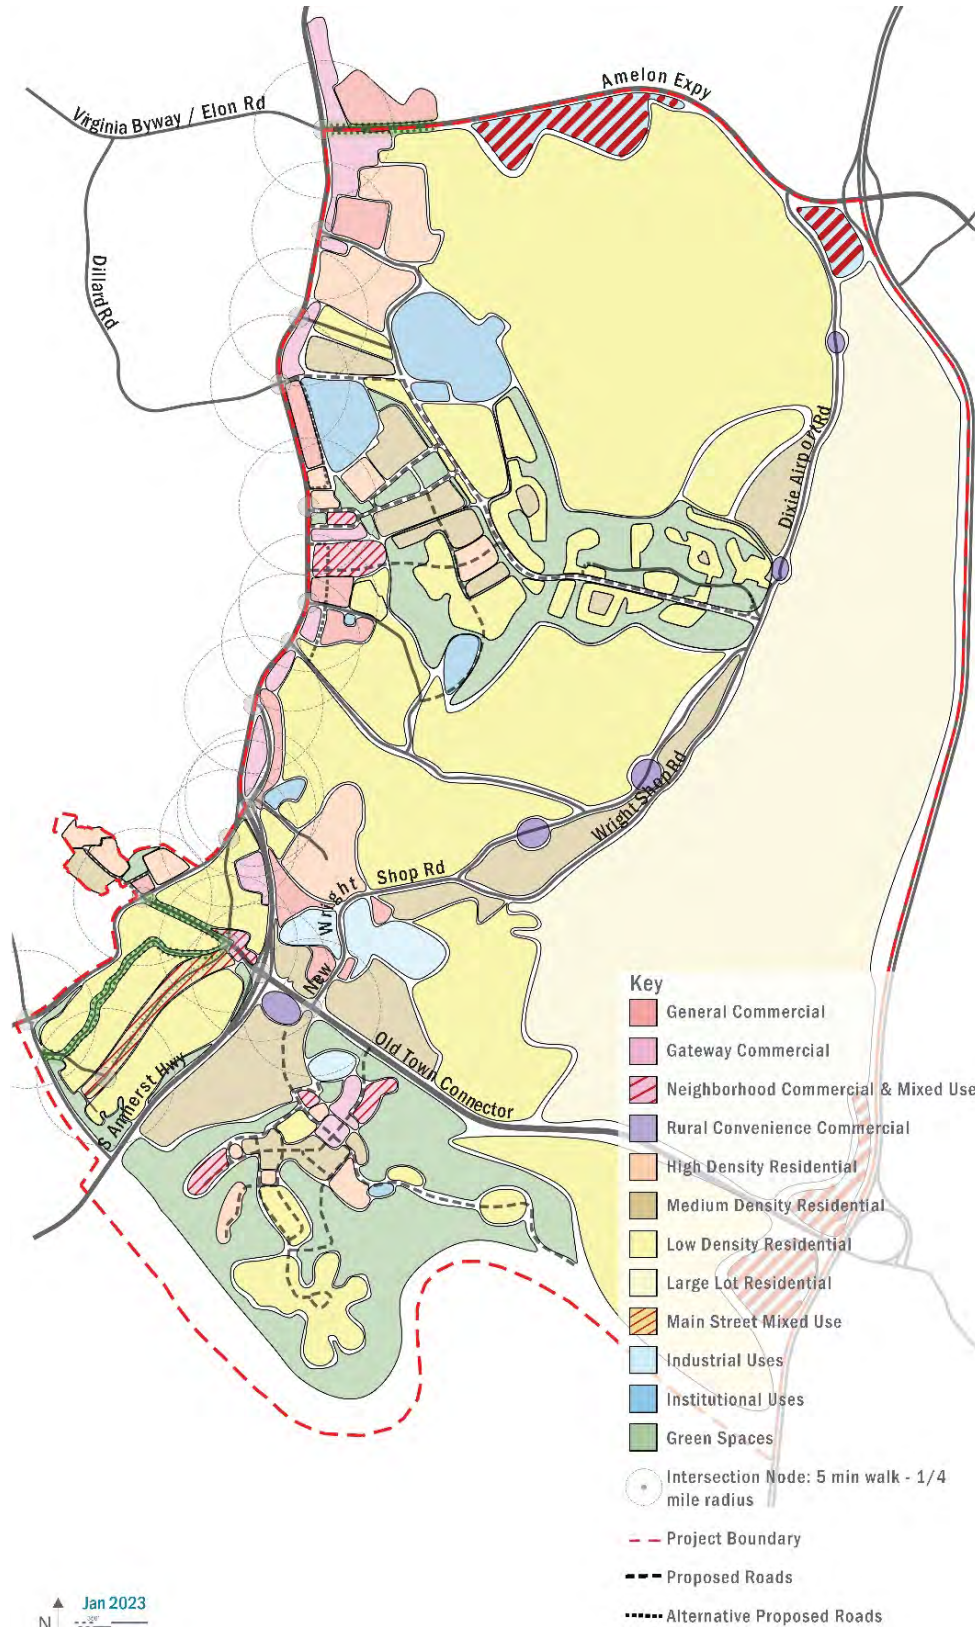 Amelon Expy
Virginia Byway / Elon Rd
Dillard Rd
Dixie Airport Rd
Wright Shop Rd
New Wright Shop Rd
Old Town Connector
S Amherst Hwy
Key
General Commercial
Gateway Commercial
Neighborhood Commercial & Mixed Use
Rural Convenience Commercial
High Density Residential
Medium Density Residential
Low Density Residential
Large Lot Residential
Main Street Mixed Use
Industrial Uses
Institutional Uses
Green Spaces
Intersection Node: 5 min walk - 1/4
mile radius
Project Boundary
Proposed Roads
Alternative Proposed Roads
Jan 2023
N